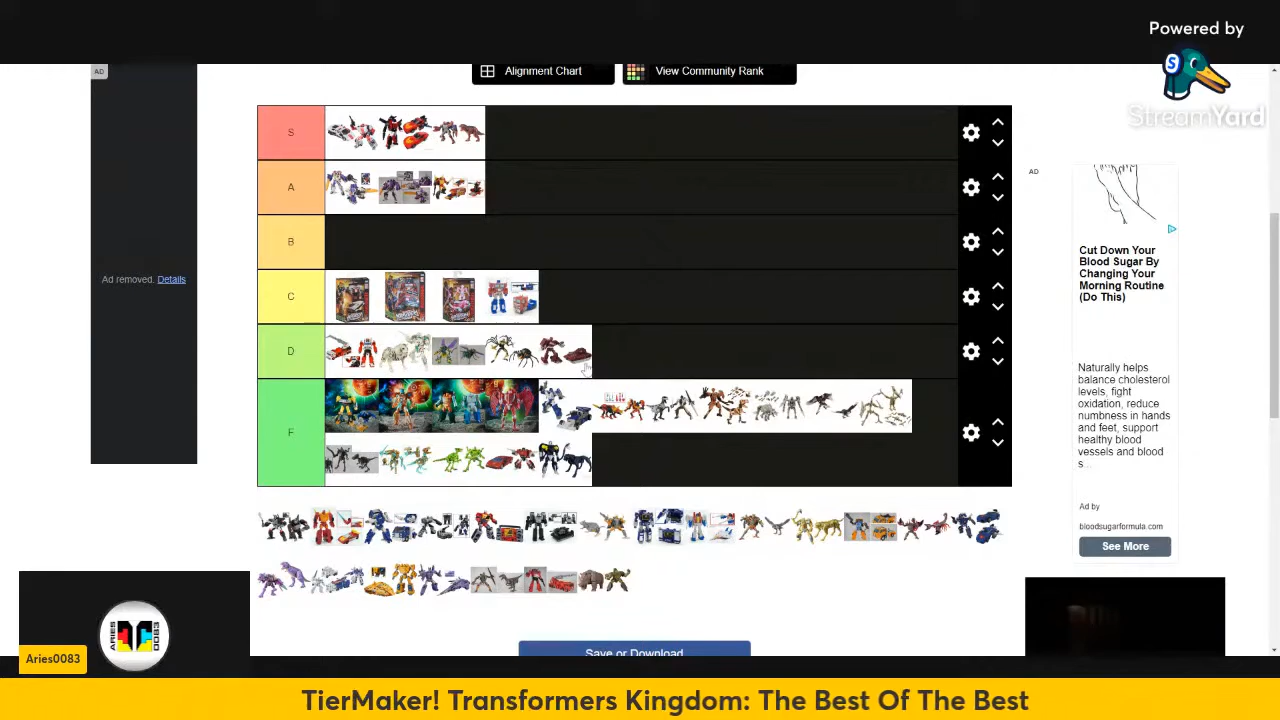 Powered by
StreamYard
AD
Alignment Chart
View Community Rank
S
A
B
C
D
F
Ad removed. Details
AD
Cut Down Your
Blood Sugar By
Changing Your
Morning Routine
(Do This)
Naturally helps
balance cholesterol
levels, fight
oxidation, reduce
numbness in hands
and feet, support
healthy blood
vessels and blood
s...
Ad by
bloodsugarformula.com
See More
Save or Download
ARIES
0083
Aries0083
TierMaker! Transformers Kingdom: The Best Of The Best